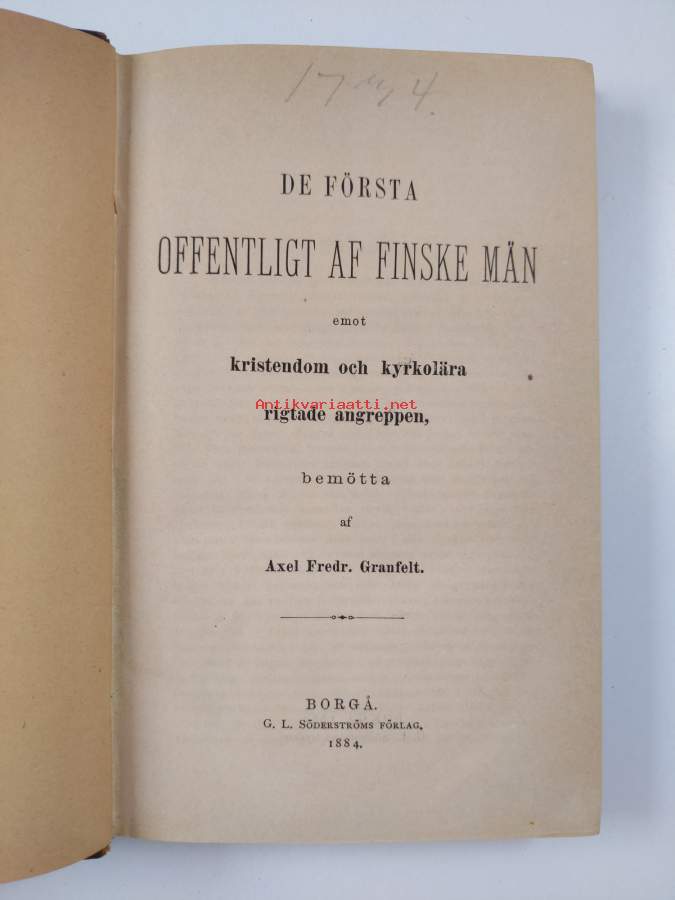 DE FÖRSTA
OFFENTLIGT AF FINSKE MÄN
emot
kristendom och kyrkolära
Antikvariaatti.net
rigtade angreppen,
bemötta
af
Axel Fredr. Granfelt.
BORGÅ.
G. L. SÖDERSTRÖMS FÖRLAG,
1884.